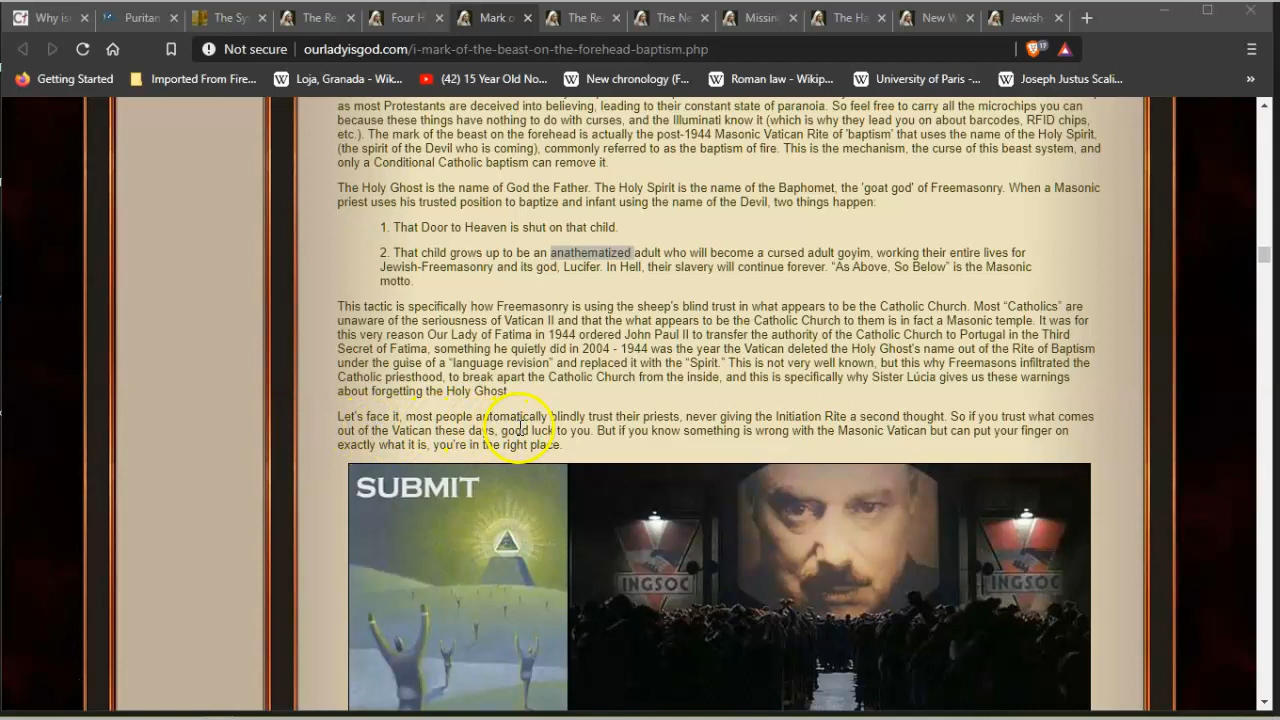 Why is
Puritan
The Sy
The Re
Four H
Mark o
The Re
The Ne
Missin
The Ha
New W
Jewish
Not secure
ourladyisgod.com/i-mark-of-the-beast-on-the-forehead-baptism.php
17
Getting Started
Imported From Fire...
Loja, Granada - Wik...
(42) 15 Year Old No...
New chronology (F...
Roman law - Wikip...
University of Paris -...
Joseph Justus Scali...
as most Protestants are deceived into believing, leading to their constant state of paranoia. So feel free to carry all the microchips you can
because these things have nothing to do with curses, and the Illuminati know it (which is why they lead you on about barcodes, RFID chips,
etc.). The mark of the beast on the forehead is actually the post-1944 Masonic Vatican Rite of 'baptism' that uses the name of the Holy Spirit,
(the spirit of the Devil who is coming), commonly referred to as the baptism of fire. This is the mechanism, the curse of this beast system, and
only a Conditional Catholic baptism can remove it.
The Holy Ghost is the name of God the Father. The Holy Spirit is the name of the Baphomet, the 'goat god' of Freemasonry. When a Masonic
priest uses his trusted position to baptize and infant using the name of the Devil, two things happen:
1. That Door to Heaven is shut on that child.
2. That child grows up to be an anathematized adult who will become a cursed adult goyim, working their entire lives for
Jewish-Freemasonry and its god, Lucifer. In Hell, their slavery will continue forever. “As Above, So Below” is the Masonic
motto.
This tactic is specifically how Freemasonry is using the sheep's blind trust in what appears to be the Catholic Church. Most “Catholics” are
unaware of the seriousness of Vatican II and that the what appears to be the Catholic Church to them is in fact a Masonic temple. It was for
this very reason Our Lady of Fatima in 1944 ordered John Paul II to transfer the authority of the Catholic Church to Portugal in the Third
Secret of Fatima, something he quietly did in 2004 - 1944 was the year the Vatican deleted the Holy Ghost's name out of the Rite of Baptism
under the guise of a “language revision” and replaced it with the “Spirit.” This is not very well known, but this why Freemasons infiltrated the
Catholic priesthood, to break apart the Catholic Church from the inside, and this is specifically why Sister Lúcia gives us these warnings
about forgetting the Holy Ghost
Let's face it, most people automatically blindly trust their priests, never giving the Initiation Rite a second thought. So if you trust what comes
out of the Vatican these days, good luck to you. But if you know something is wrong with the Masonic Vatican but can put your finger on
exactly what it is, you're in the right place.
SUBMIT
INGSOC
INGSOC